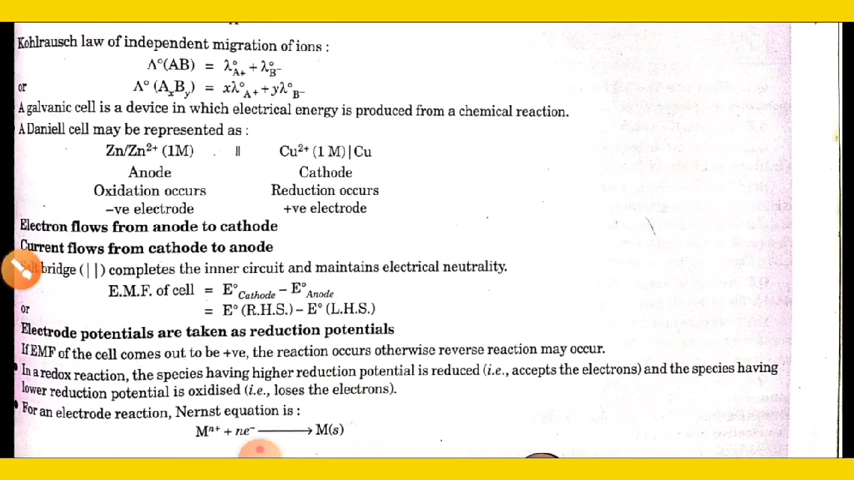 Kohlrausch law of independent migration of ions :
Λ°(AB) = λ°A+ + λ°B−
or Λ° (AxBy) = xλ°A+ + yλ°B−
A galvanic cell is a device in which electrical energy is produced from a chemical reaction.
A Daniell cell may be represented as :
Zn/Zn²⁺ (1M) || Cu²⁺ (1 M)|Cu
Anode Cathode
Oxidation occurs Reduction occurs
–ve electrode +ve electrode
Electron flows from anode to cathode
Current flows from cathode to anode
bridge (||) completes the inner circuit and maintains electrical neutrality.
E.M.F. of cell = E°Cathode – E°Anode
or = E° (R.H.S.) – E° (L.H.S.)
Electrode potentials are taken as reduction potentials
If EMF of the cell comes out to be +ve, the reaction occurs otherwise reverse reaction may occur.
• In a redox reaction, the species having higher reduction potential is reduced (i.e., accepts the electrons) and the species having
lower reduction potential is oxidised (i.e., loses the electrons).
• For an electrode reaction, Nernst equation is :
Mⁿ⁺ + ne⁻ ⟶ M(s)